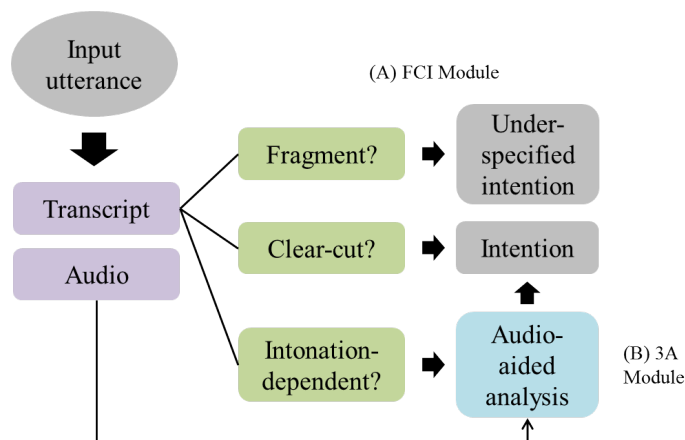 Input
utterance
(A) FCI Module
Transcript
Audio
Fragment?
Under-
specified
intention
Clear-cut?
Intention
Intonation-
dependent?
Audio-
aided
analysis
(B) 3A
Module